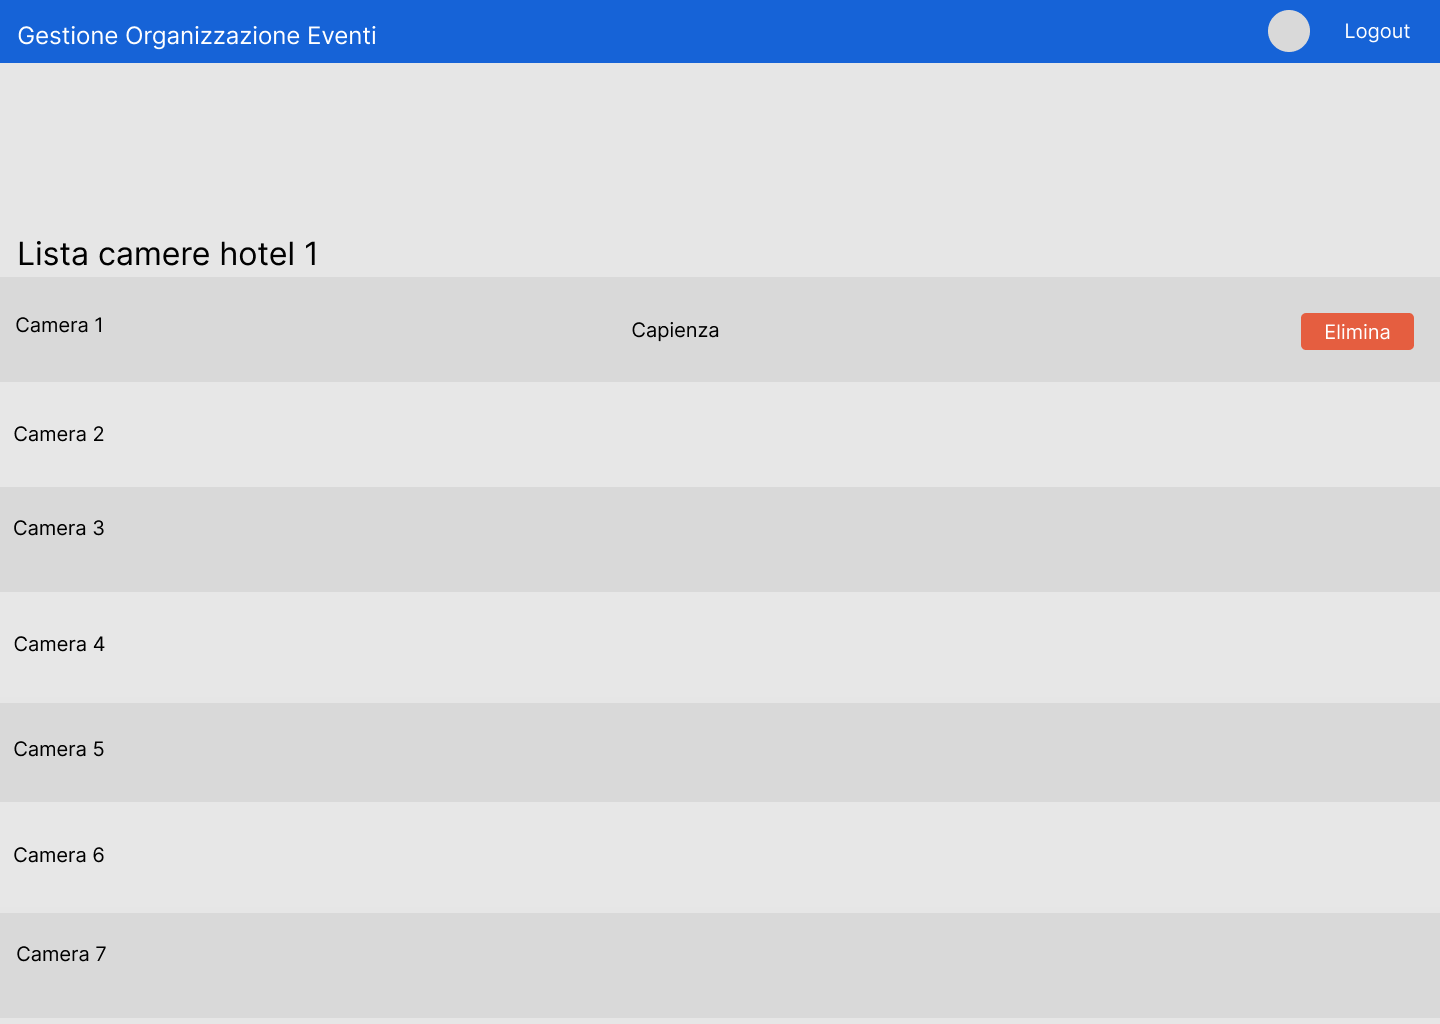 Gestione Organizzazione Eventi
Logout
Lista camere hotel 1
Camera 1
Capienza
Elimina
Camera 2
Camera 3
Camera 4
Camera 5
Camera 6
Camera 7